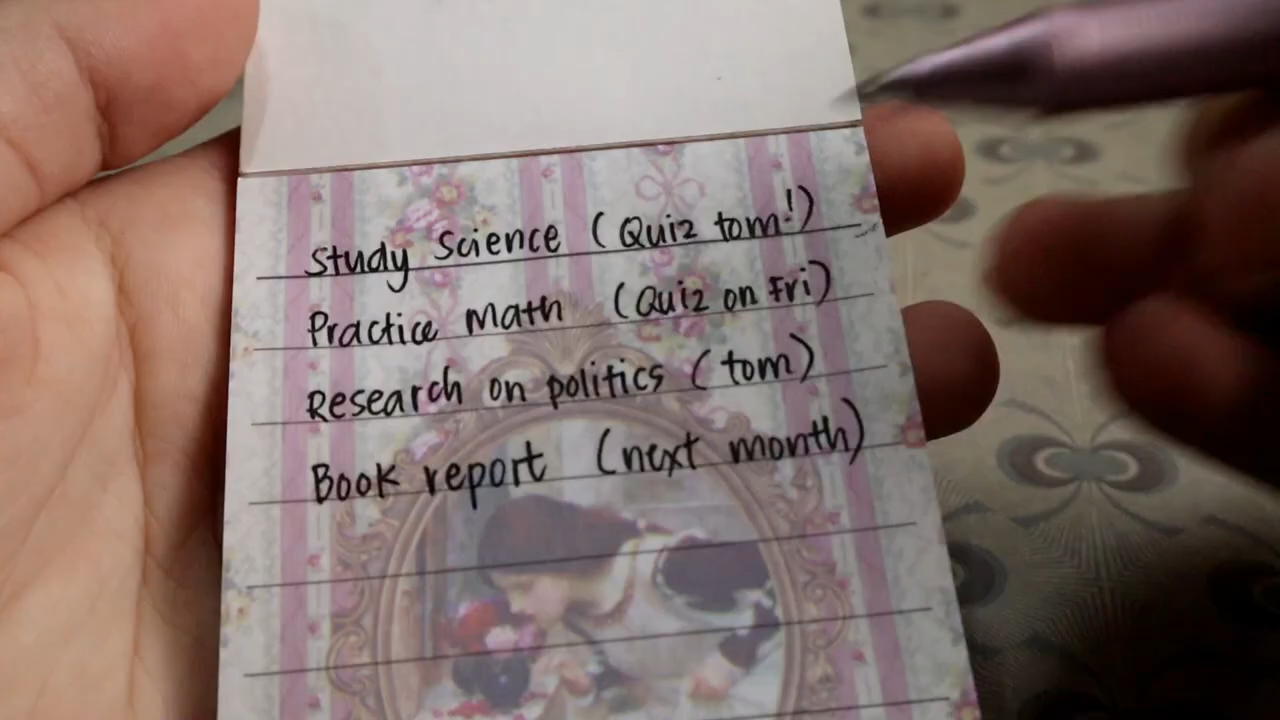 Study Science (Quiz tom!)
Practice Math (Quiz on Fri)
Research on politics (tom)
Book report (next month)